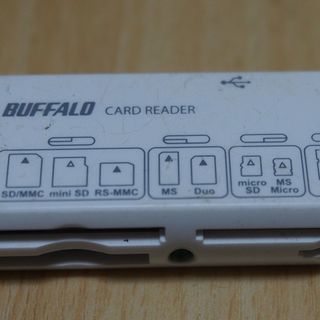 BUFFALO CARD READER
SD/MMC mini SD RS-MMC MS Duo micro SD MS Micro